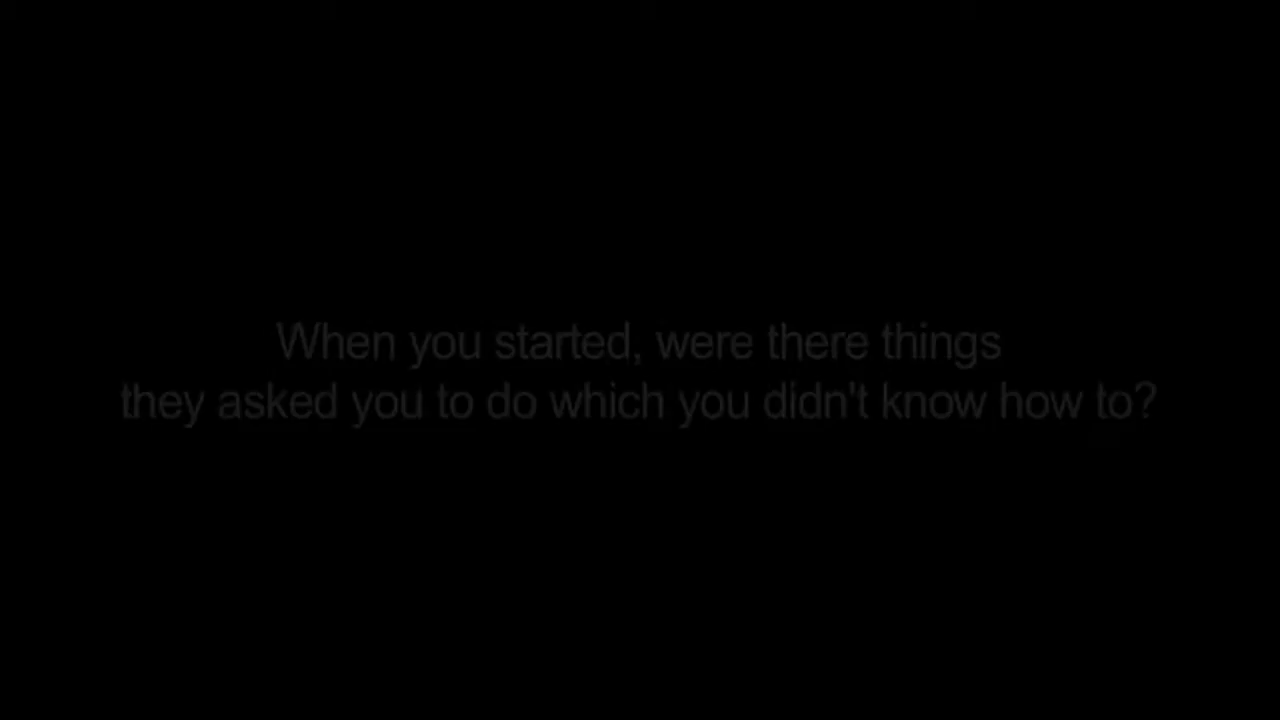 When you started, were there things
they asked you to do which you didn't know how to?